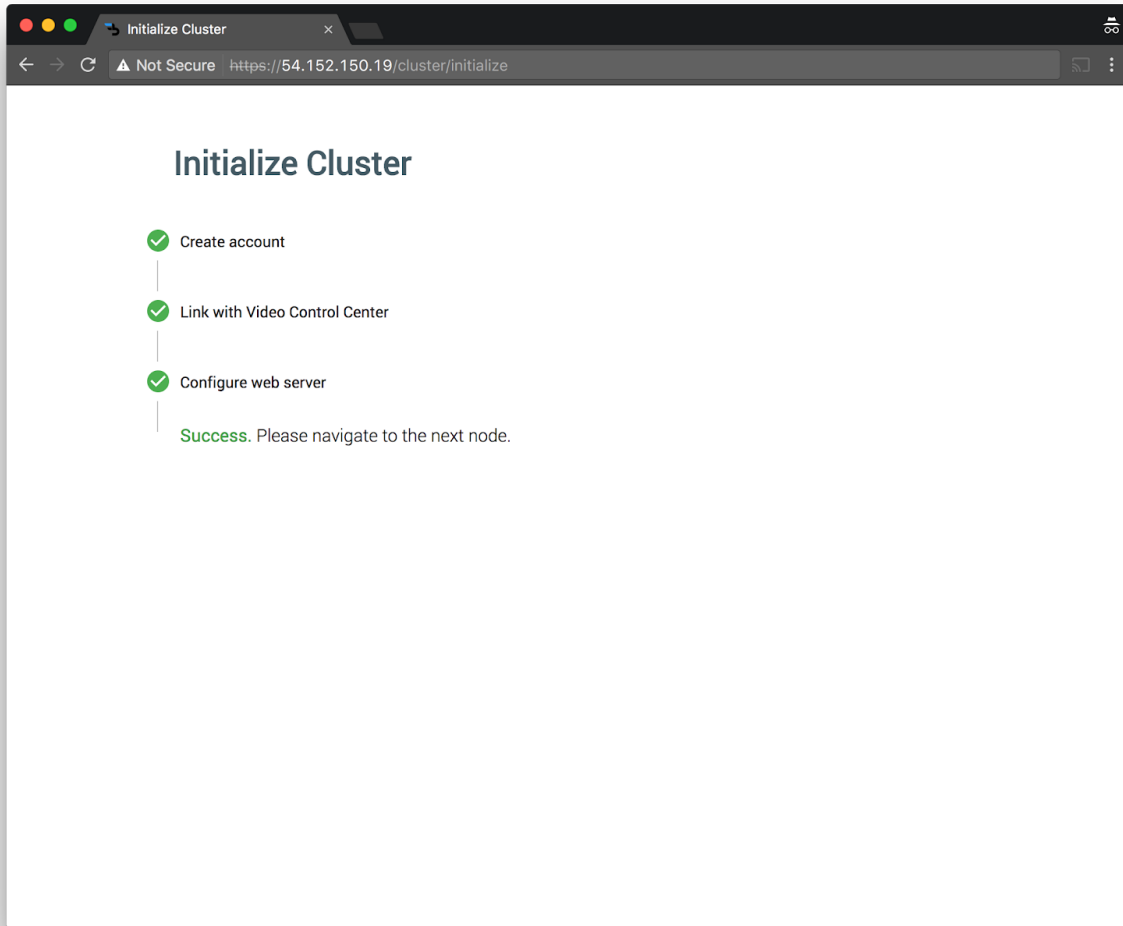 Initialize Cluster
Not Secure https://54.152.150.19/cluster/initialize
Initialize Cluster
Create account
Link with Video Control Center
Configure web server
Success. Please navigate to the next node.